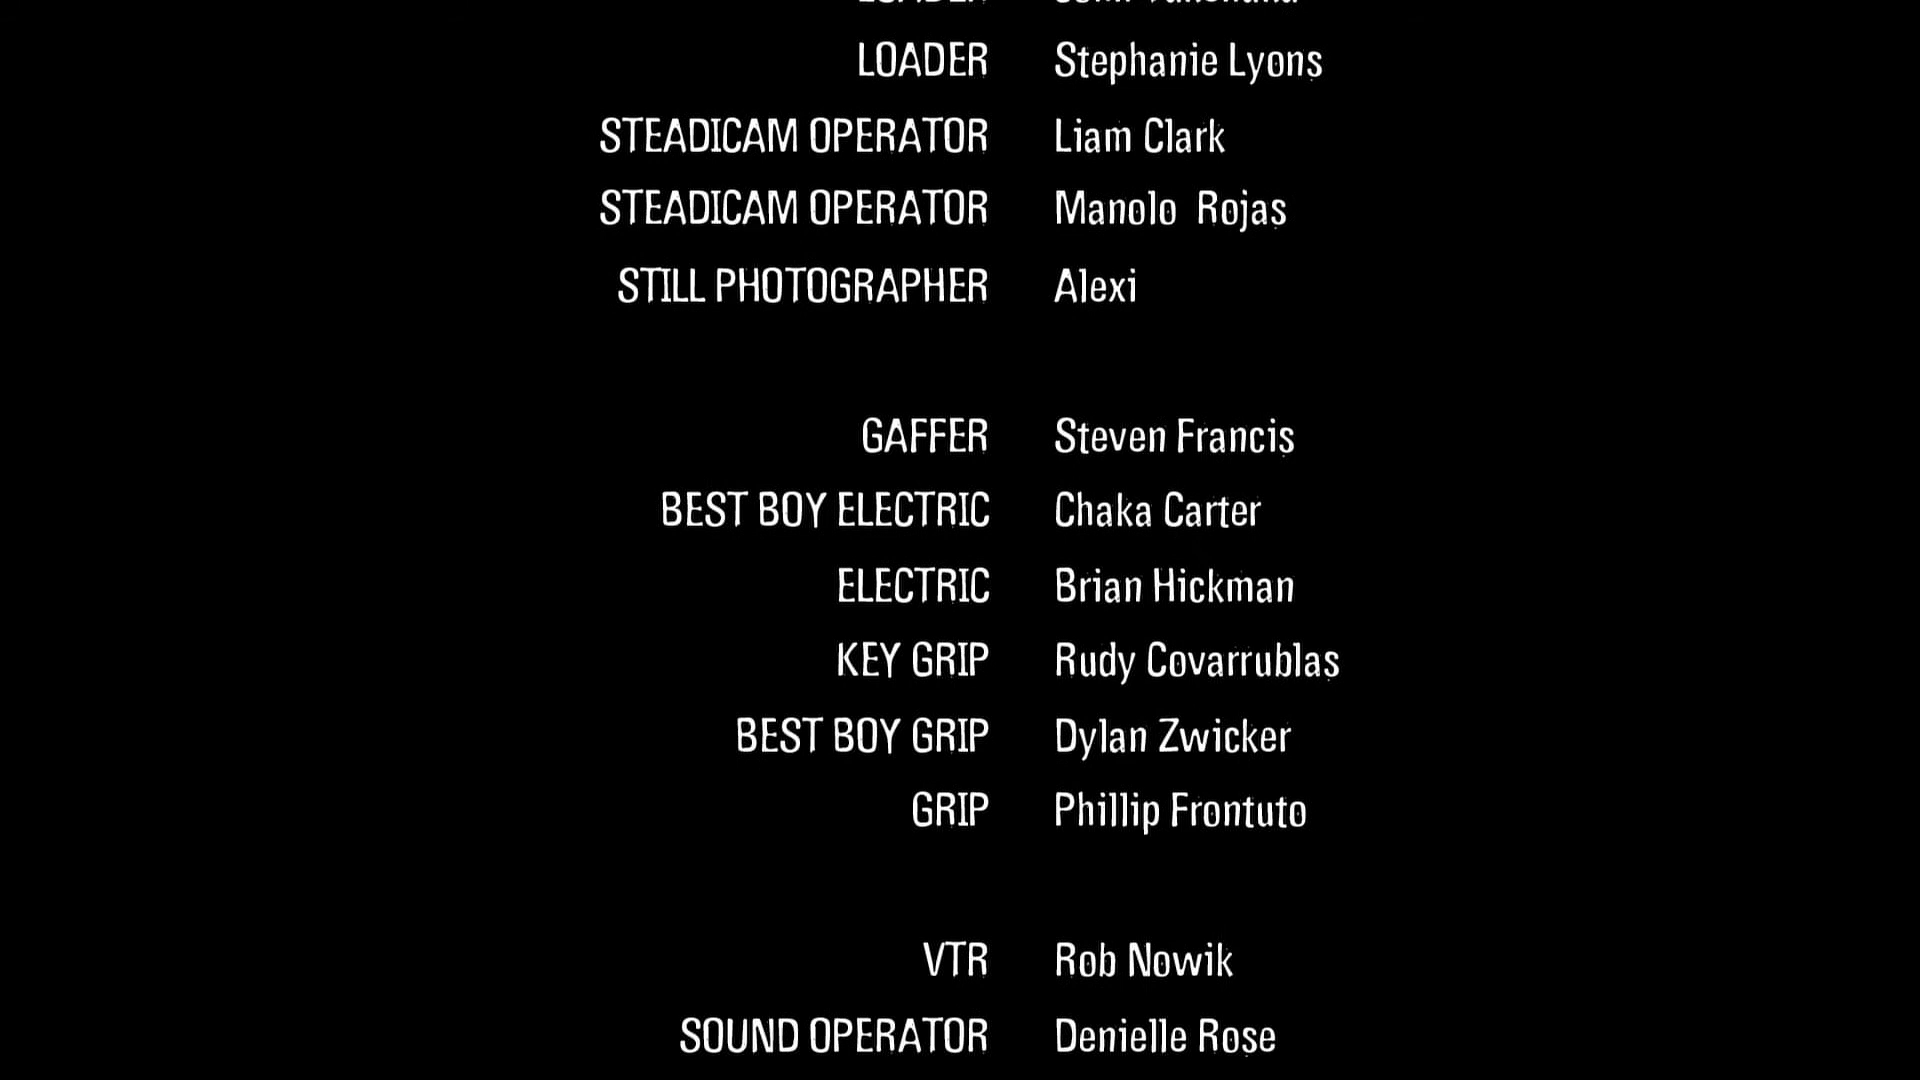 LOADER Stephanie Lyons
STEADICAM OPERATOR Liam Clark
STEADICAM OPERATOR Manolo Rojas
STILL PHOTOGRAPHER Alexi
GAFFER Steven Francis
BEST BOY ELECTRIC Chaka Carter
ELECTRIC Brian Hickman
KEY GRIP Rudy Covarrublas
BEST BOY GRIP Dylan Zwicker
GRIP Phillip Frontuto
VTR Rob Nowik
SOUND OPERATOR Denielle Rose